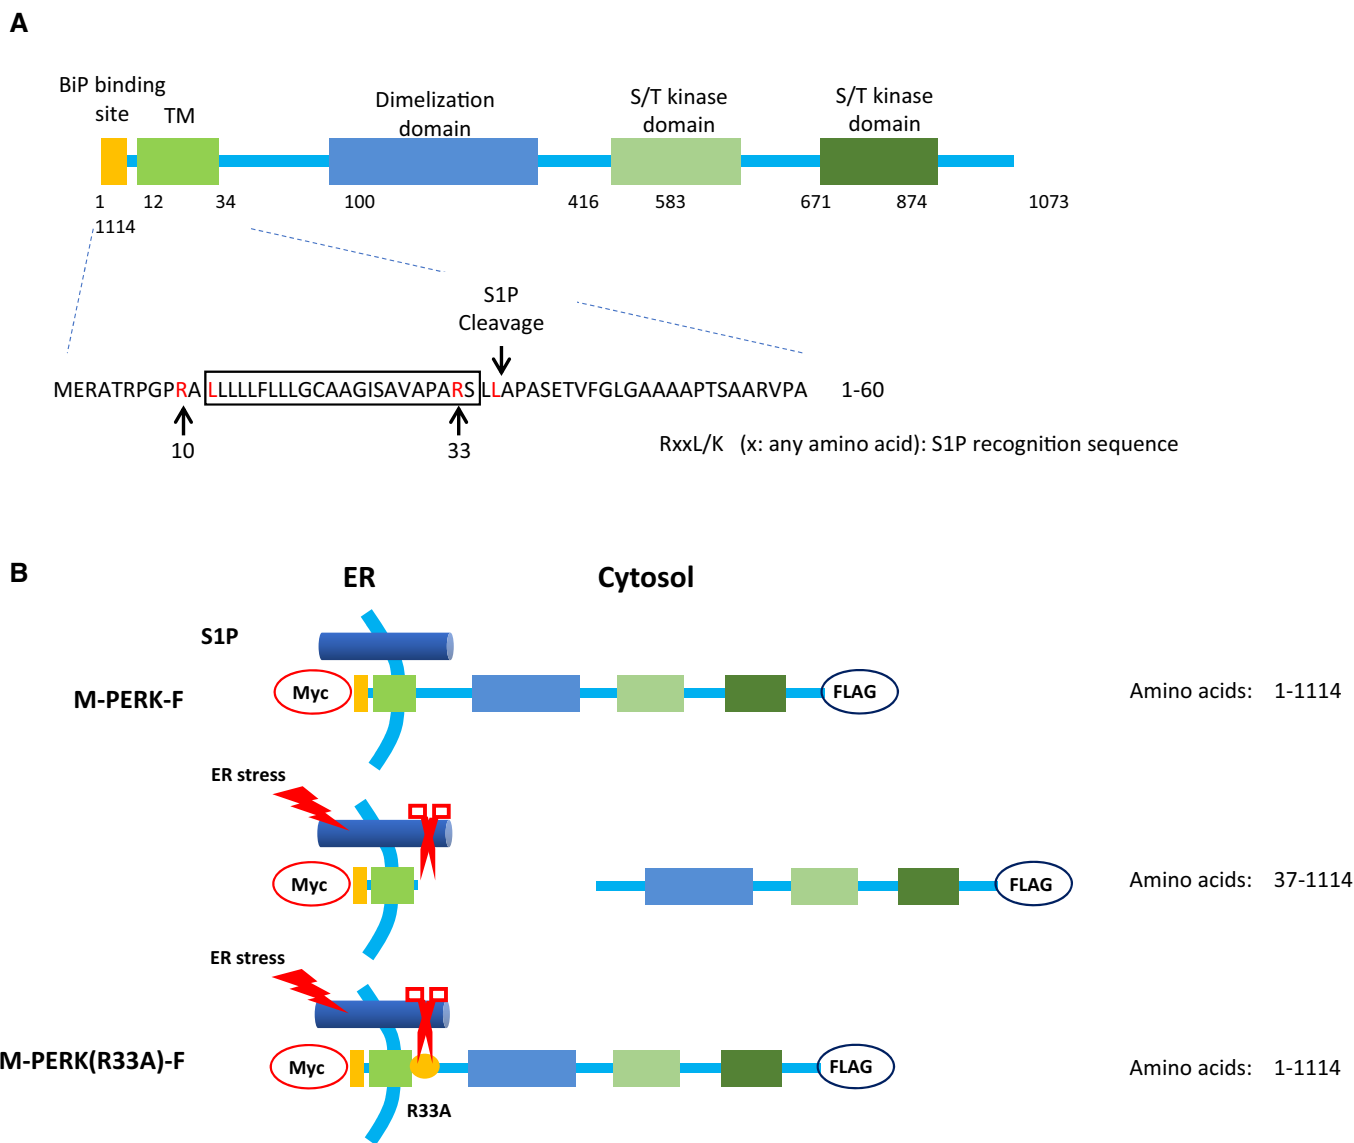 A
BiP binding
site
TM
Dimelization
domain
S/T kinase
domain
S/T kinase
domain
1 12 34 100 416 583 671 874 1073
1114
S1P
Cleavage
MERATRPGPRALLLLLFLLLGCAAGISAVAPARSLLAPASETVFGLGAAAAPTSAARVPA 1-60
10 33
RxxL/K (x: any amino acid): S1P recognition sequence
B
ER Cytosol
S1P
M-PERK-F
Myc
FLAG
Amino acids: 1-1114
ER stress
Myc
FLAG
Amino acids: 37-1114
ER stress
M-PERK(R33A)-F
Myc
FLAG
Amino acids: 1-1114
R33A